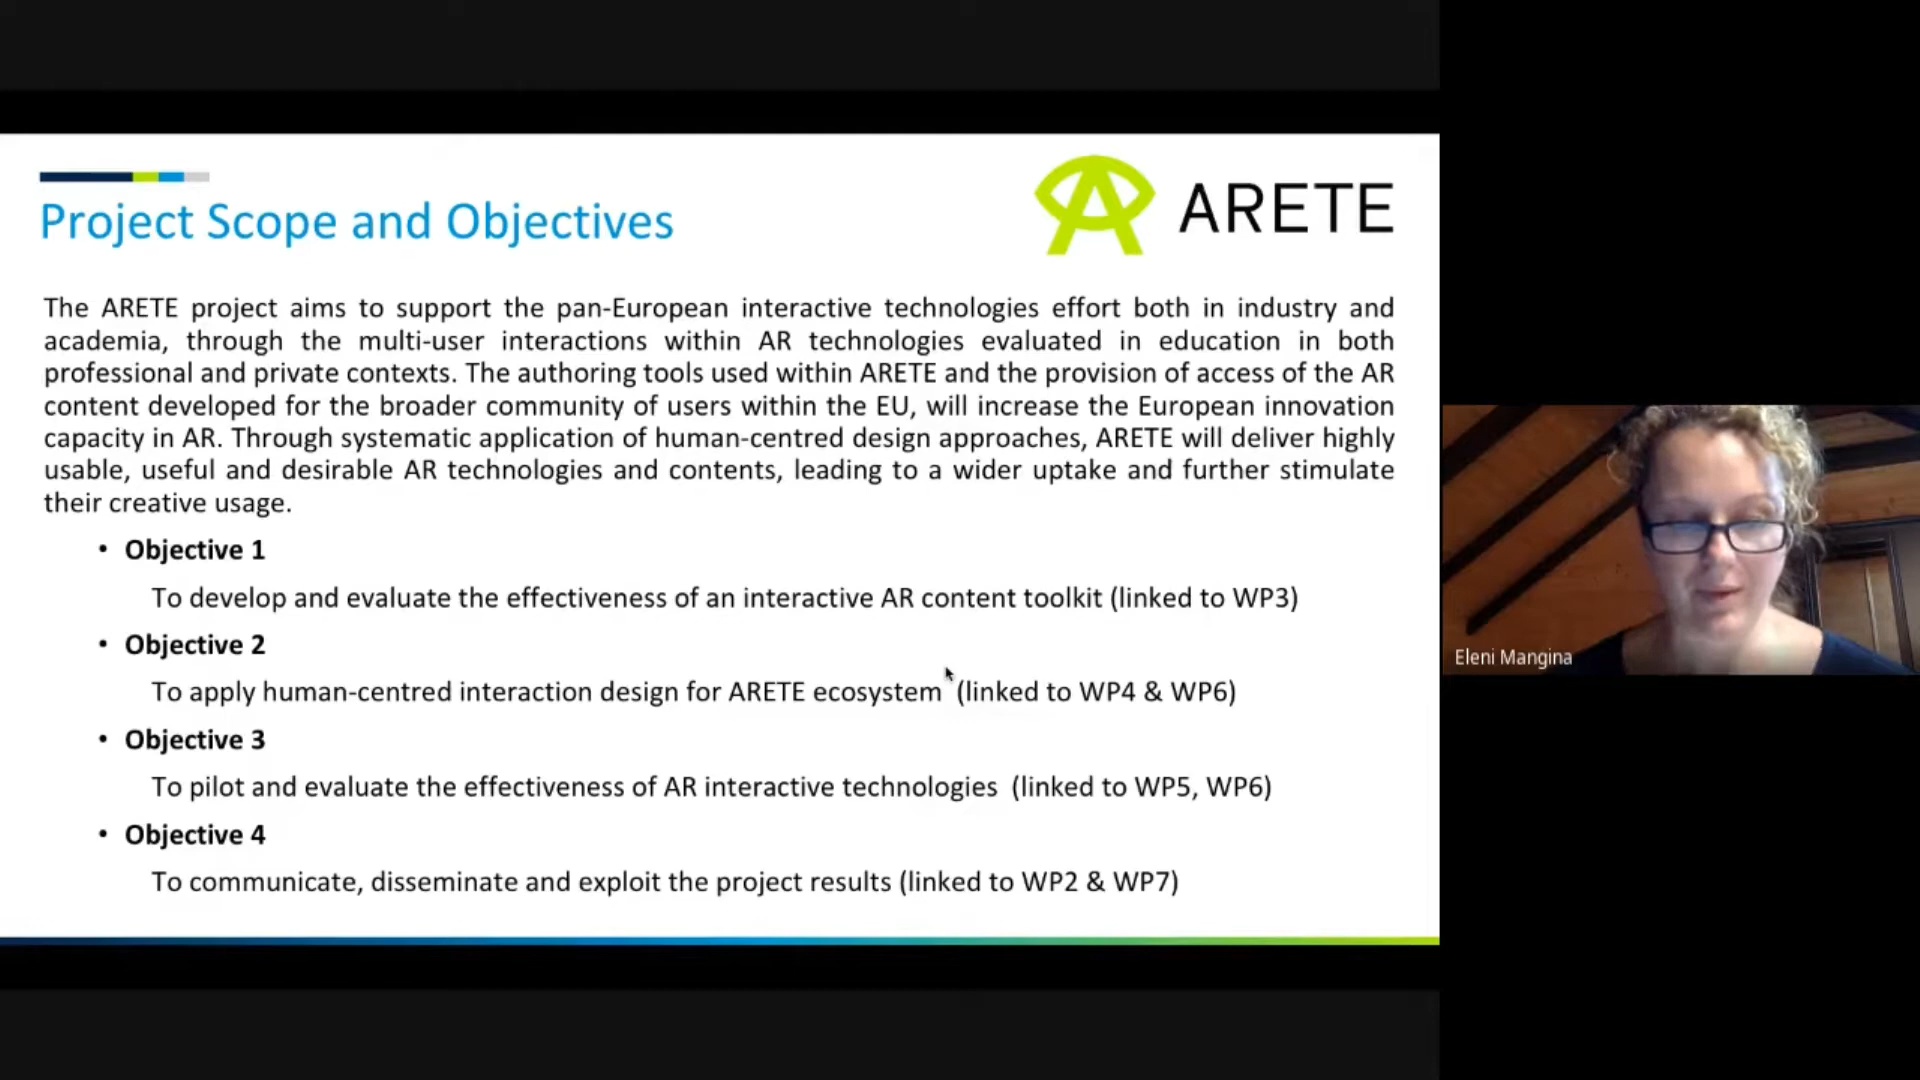 Project Scope and Objectives
ARETE
The ARETE project aims to support the pan-European interactive technologies effort both in industry and
academia, through the multi-user interactions within AR technologies evaluated in education in both
professional and private contexts. The authoring tools used within ARETE and the provision of access of the AR
content developed for the broader community of users within the EU, will increase the European innovation
capacity in AR. Through systematic application of human-centred design approaches, ARETE will deliver highly
usable, useful and desirable AR technologies and contents, leading to a wider uptake and further stimulate
their creative usage.
• Objective 1
To develop and evaluate the effectiveness of an interactive AR content toolkit (linked to WP3)
• Objective 2
To apply human-centred interaction design for ARETE ecosystem (linked to WP4 & WP6)
• Objective 3
To pilot and evaluate the effectiveness of AR interactive technologies (linked to WP5, WP6)
• Objective 4
To communicate, disseminate and exploit the project results (linked to WP2 & WP7)
Eleni Mangina